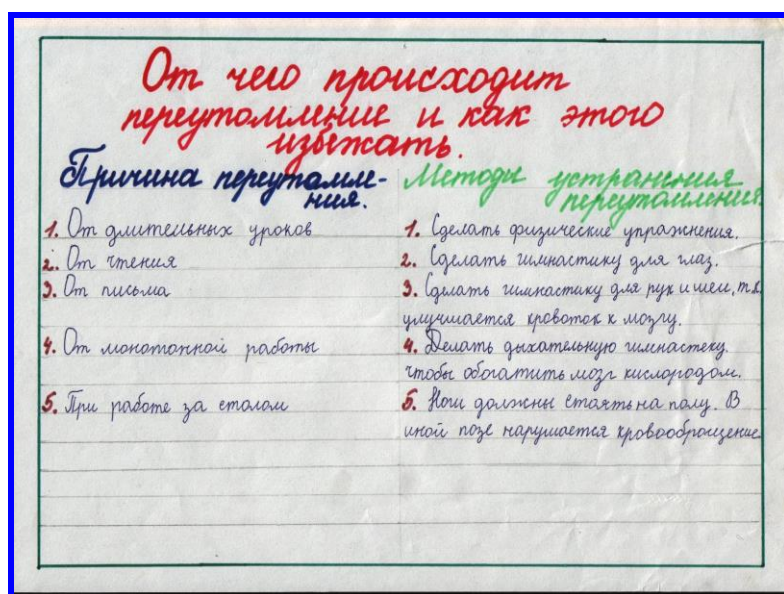 От чего происходит
переутомление и как этого
избежать.
Причина переутомле-
ния.
1. От длительных уроков
2. От чтения
3. От письма
4. От монотонной работы
5. При работе за столом
Методы устранения
переутомления.
1. Сделать физические упражнения.
2. Сделать гимнастику для глаз.
3. Сделать гимнастику для рук и шеи, т.к.
улучшается кровоток к мозгу.
4. Делать дыхательную гимнастеку.
чтобы обогатить мозг кислородом.
5. Ноги должны стоять на полу. В
иной позе нарушается кровообращение